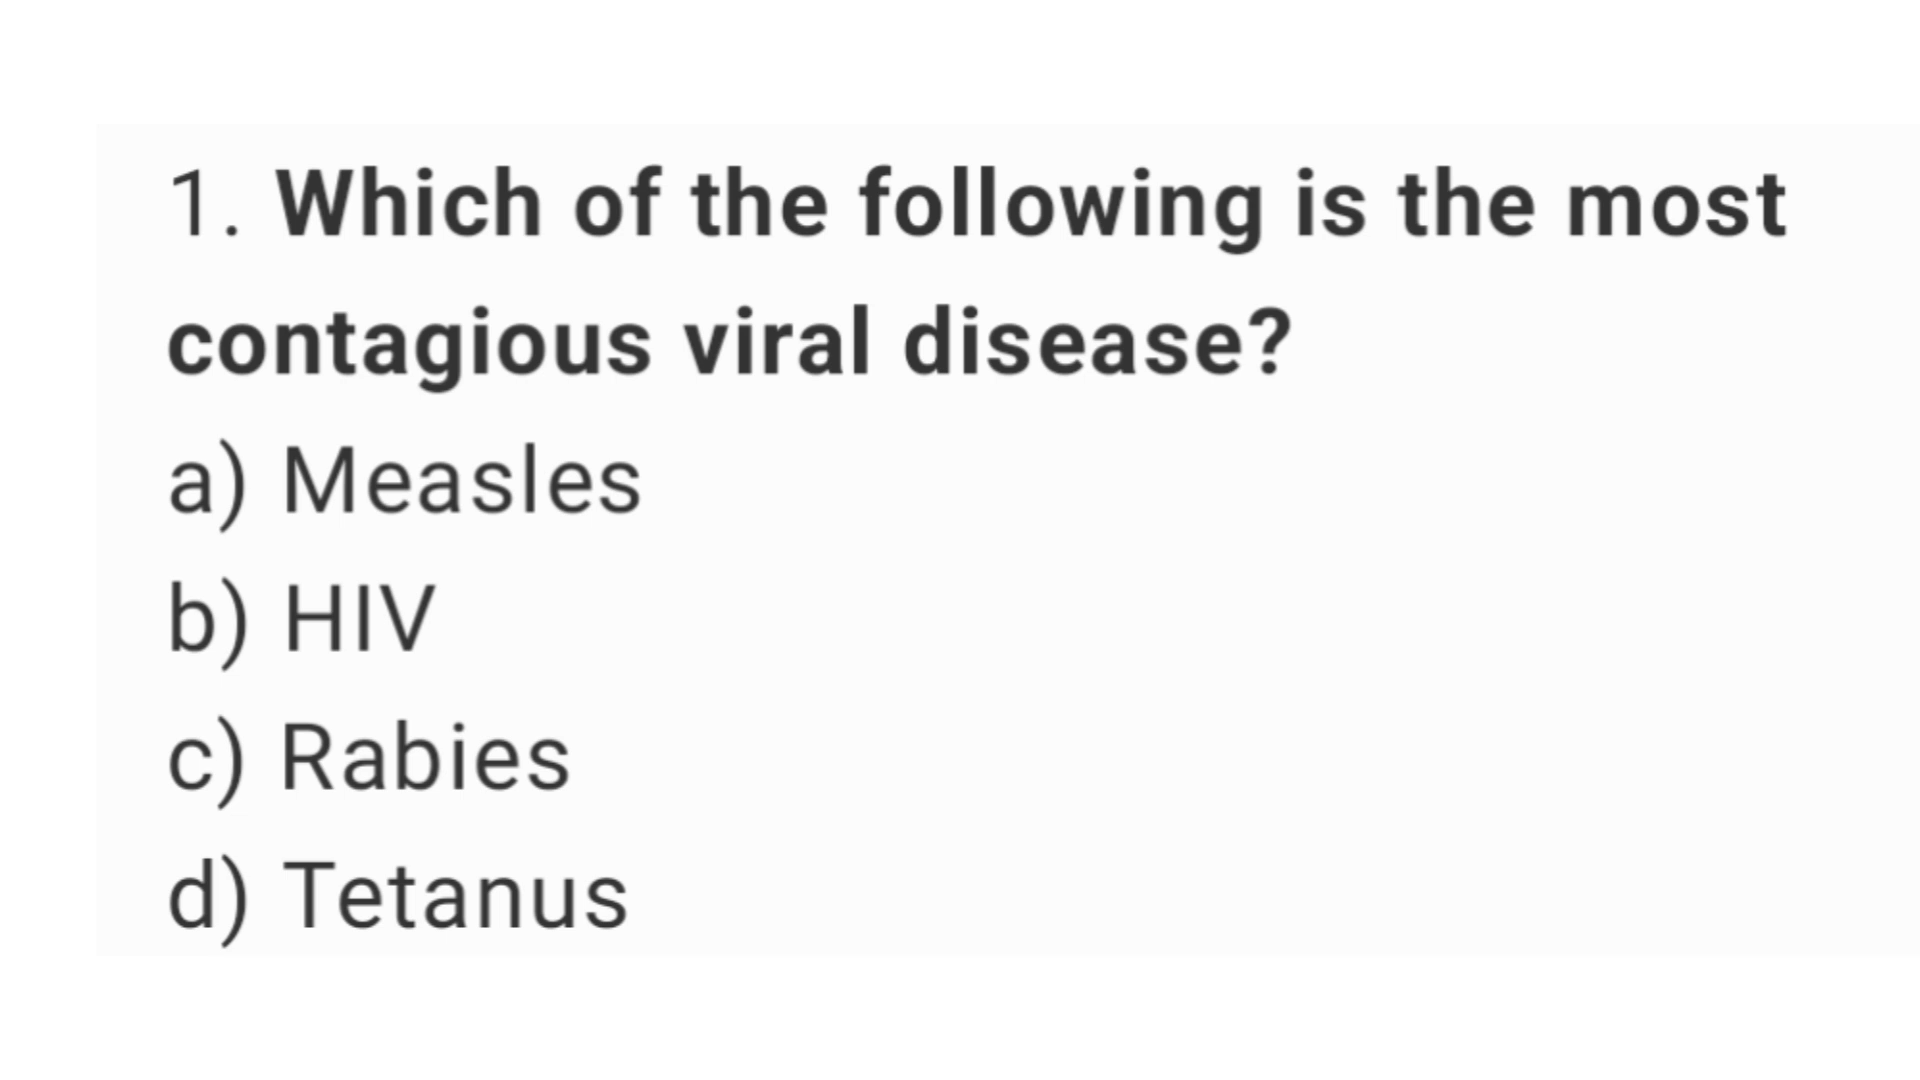 1. Which of the following is the most
contagious viral disease?
a) Measles
b) HIV
c) Rabies
d) Tetanus